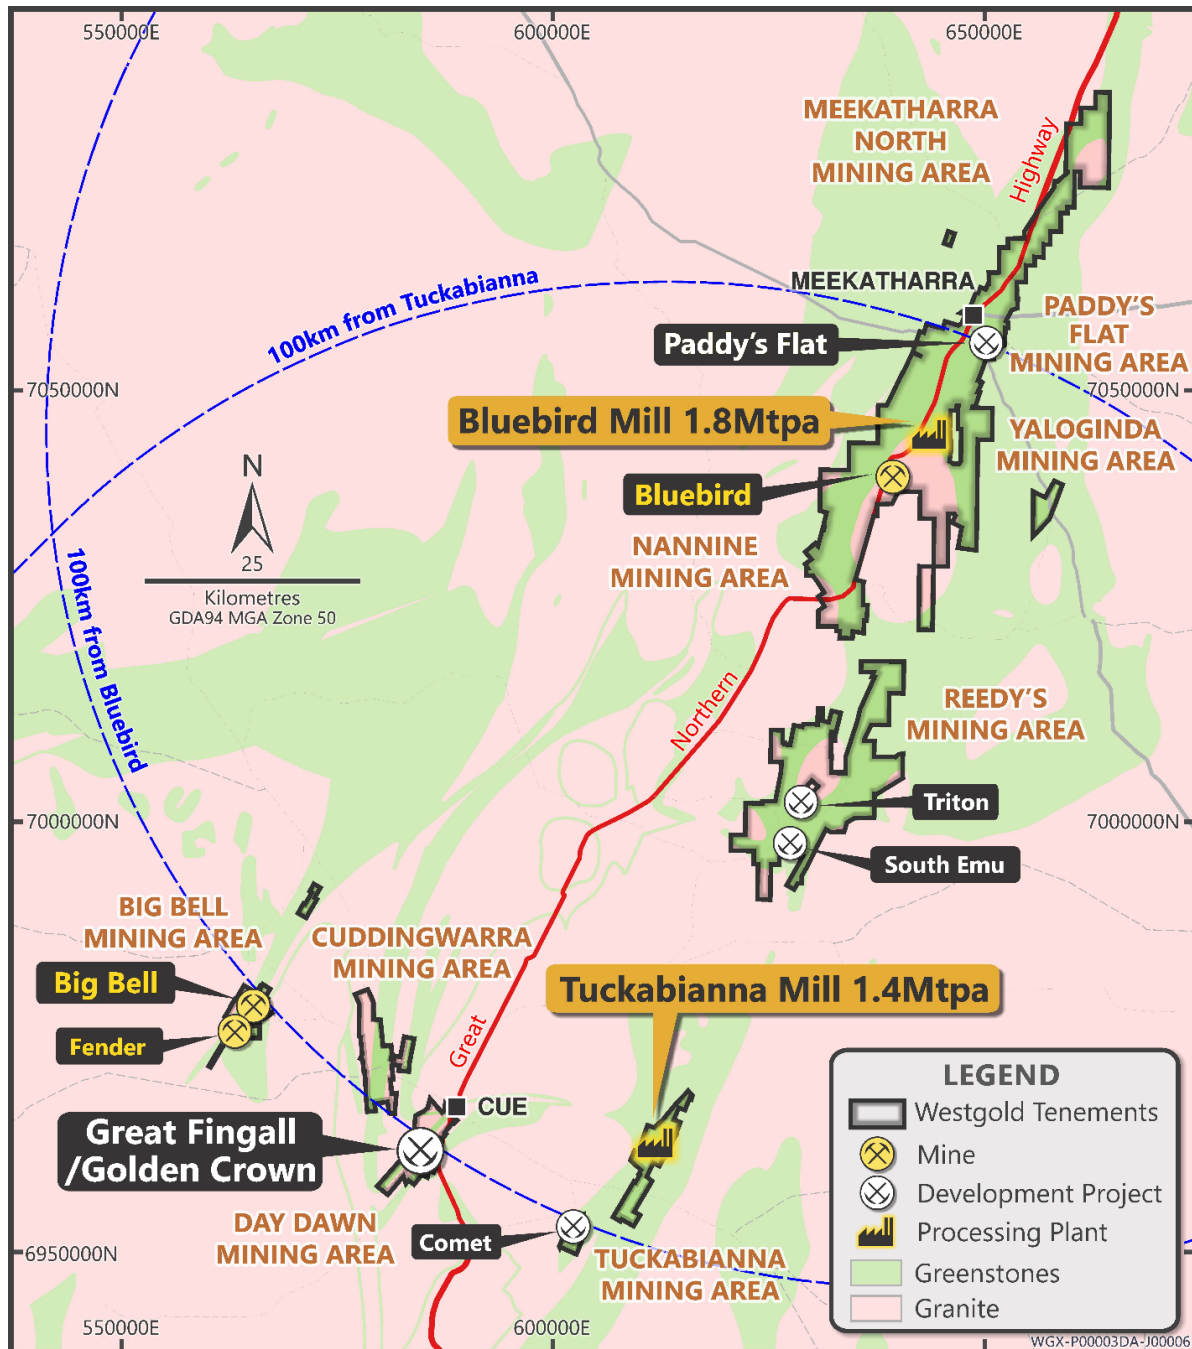 550000E
600000E
650000E
MEEKATHARRA
NORTH
MINING AREA
Highway
MEEKATHARRA
100km from Tuckabianna
PADDY'S
FLAT
MINING AREA
Paddy's Flat
7050000N
7050000N
Bluebird Mill 1.8Mtpa
YALOGINDA
MINING AREA
N
Bluebird
25
Kilometres
GDA94 MGA Zone 50
NANNINE
MINING AREA
100km from Bluebird
Northern
REEDY'S
MINING AREA
Triton
7000000N
7000000N
South Emu
BIG BELL
MINING AREA
CUDDINGWARRA
MINING AREA
Big Bell
Tuckabianna Mill 1.4Mtpa
Fender
Great
CUE
Great Fingall
/Golden Crown
DAY DAWN
MINING AREA
Comet
6950000N
TUCKABIANNA
MINING AREA
LEGEND
Westgold Tenements
Mine
Development Project
Processing Plant
Greenstones
Granite
550000E
600000E
WGX-P00003DA-J00006